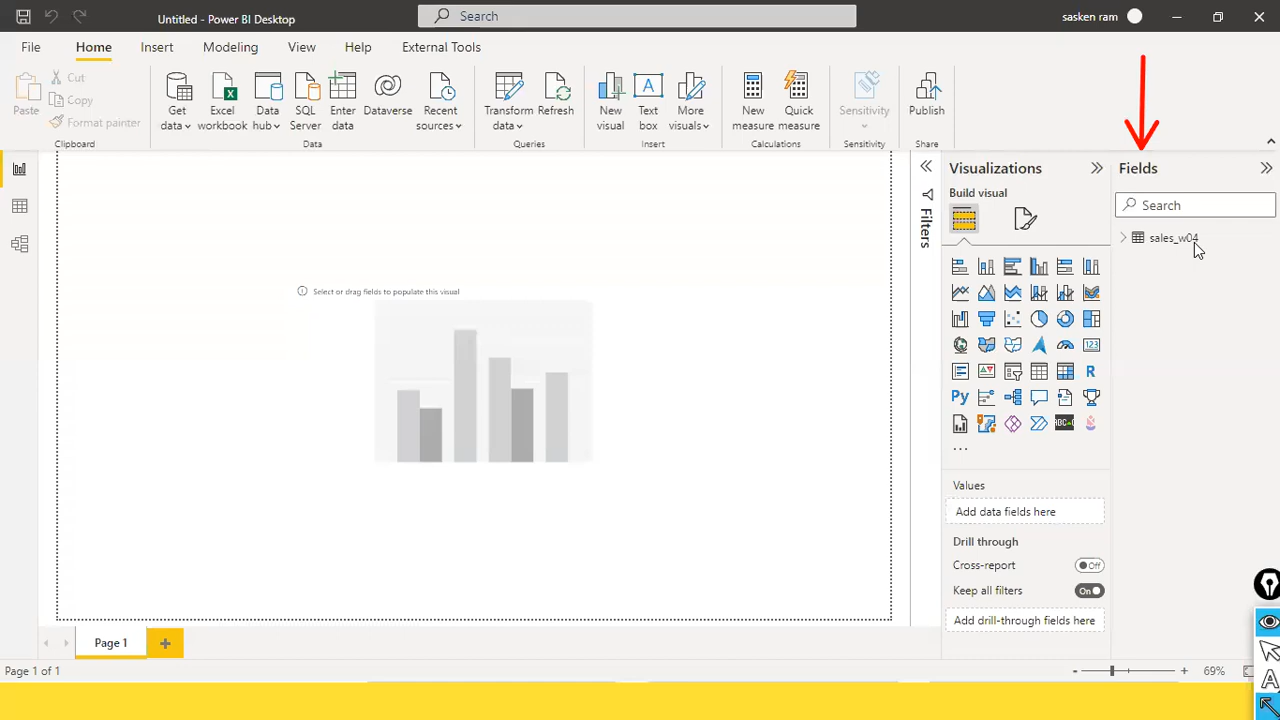 Untitled - Power BI Desktop
Search
sasken ram
File
Home
Insert
Modeling
View
Help
External Tools
Paste
Cut
Copy
Format painter
Clipboard
Get data
Excel workbook
Data hub
SQL Server
Enter data
Dataverse
Recent sources
Data
Transform data
Refresh
Queries
New visual
Text box
More visuals
Insert
New measure
Quick measure
Calculations
Sensitivity
Sensitivity
Publish
Share
Select or drag fields to populate this visual
Filters
Visualizations
Build visual
123
R
Py
Values
Add data fields here
Drill through
Cross-report
Off
Keep all filters
On
Add drill-through fields here
Fields
Search
sales_w04
Page 1
Page 1 of 1
69%